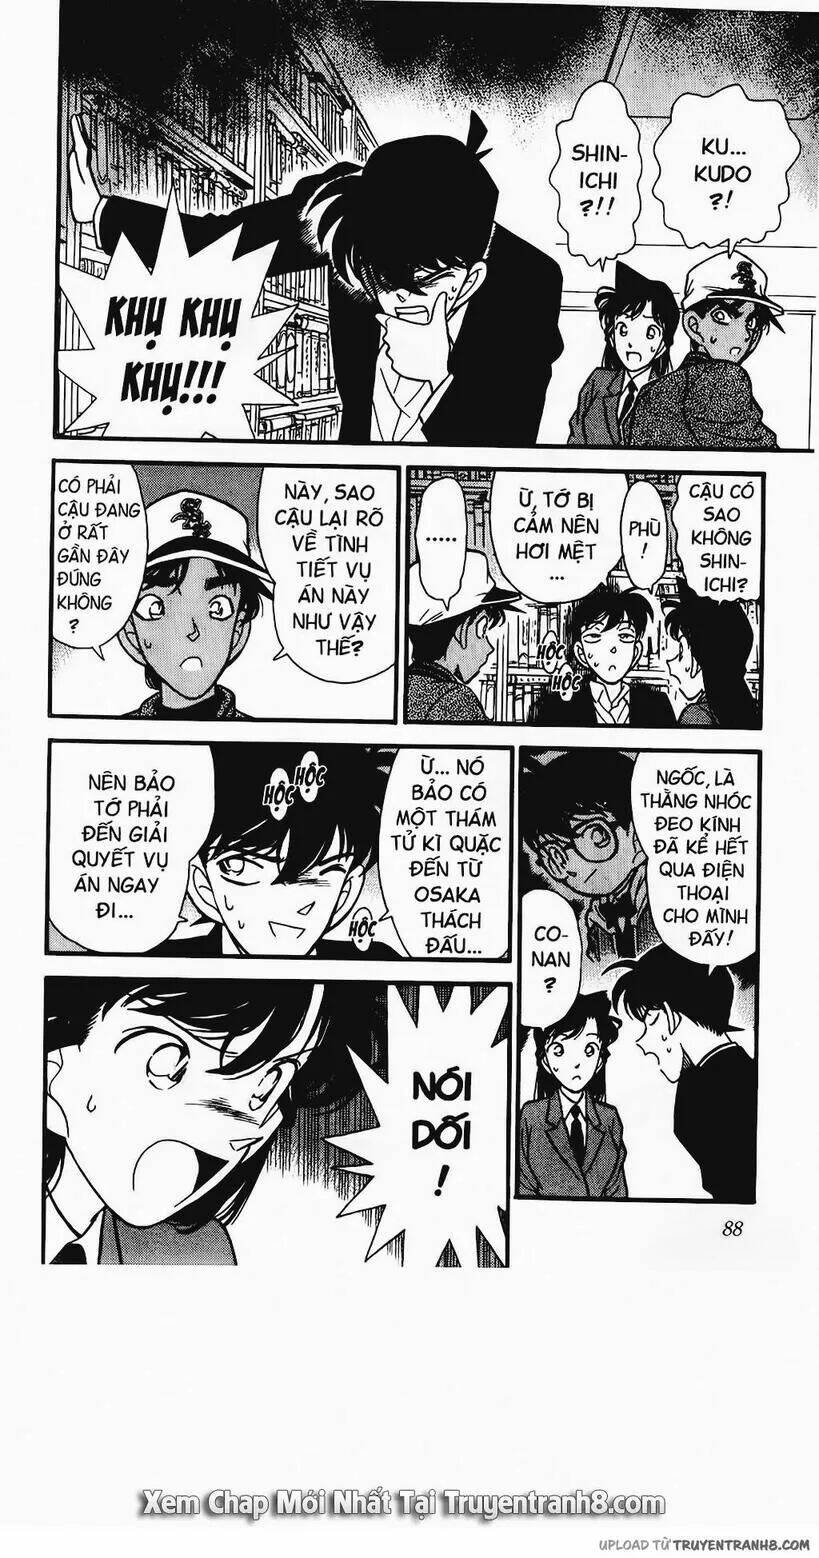 KU...
KUDO
?!
SHIN-
ICHI
?!!
KHỤ KHỤ
KHỤ!!!
CẬU CÓ
SAO
KHÔNG
SHIN-
ICHI?
PHÙ
!
Ừ, TỚ BỊ
CẢM NÊN
HƠI MỆT
...
HỘC
HỘC
.....
NÀY, SAO
CẬU LẠI RÕ
VỀ TÌNH
TIẾT VỤ
ÁN NÀY
NHƯ VẬY
THẾ?
CÓ PHẢI
CẬU ĐANG
Ở RẤT
GẦN ĐÂY
ĐÚNG
KHÔNG
?
NGỐC, LÀ
THẰNG NHÓC
ĐEO KÍNH
ĐÃ KỂ HẾT
QUA ĐIỆN
THOẠI
CHO MÌNH
ĐẤY!
CO-
NAN
?
Ừ... NÓ
BẢO CÓ
MỘT THÁM
TỬ KÌ QUẶC
ĐẾN TỪ
OSAKA
THÁCH
ĐẤU...
HỘC
HỘC
HỘC
NÊN BẢO
TỚ PHẢI
ĐẾN GIẢI
QUYẾT VỤ
ÁN NGAY
ĐI...
NÓI
DỐI
!
88
Xem Chap Mới Nhất Tại Truyentranh8.com
UPLOAD TỪ TRUYENTRANH8.COM